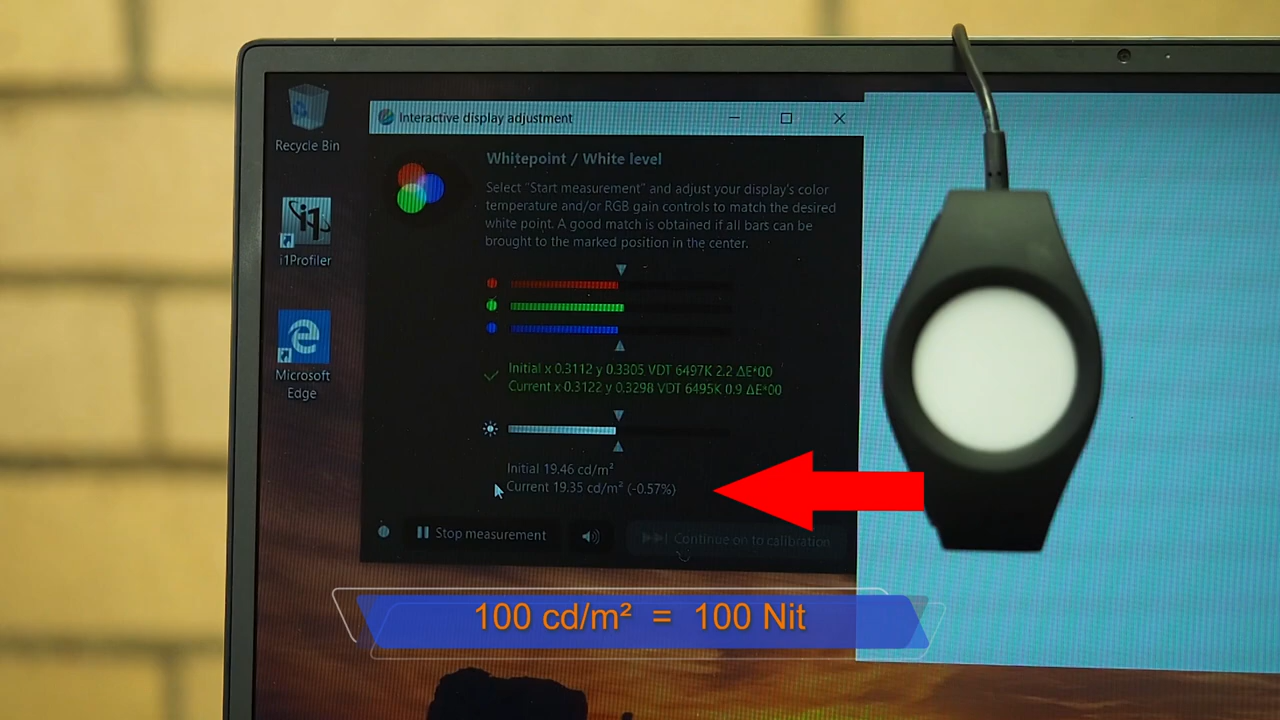 Recycle Bin
i1Profiler
Microsoft
Edge
Interactive display adjustment
Whitepoint / White level
Select "Start measurement" and adjust your display's color
temperature and/or RGB gain controls to match the desired
white point. A good match is obtained if all bars can be
brought to the marked position in the center.
Initial x 0.3112 y 0.3305 VDT 6497K 2.2 ΔE*00
Current x 0.3122 y 0.3298 VDT 6495K 0.9 ΔE*00
Initial 19.46 cd/m²
Current 19.35 cd/m² (-0.57%)
Stop measurement
Continue on to calibration
100 cd/m² = 100 Nit